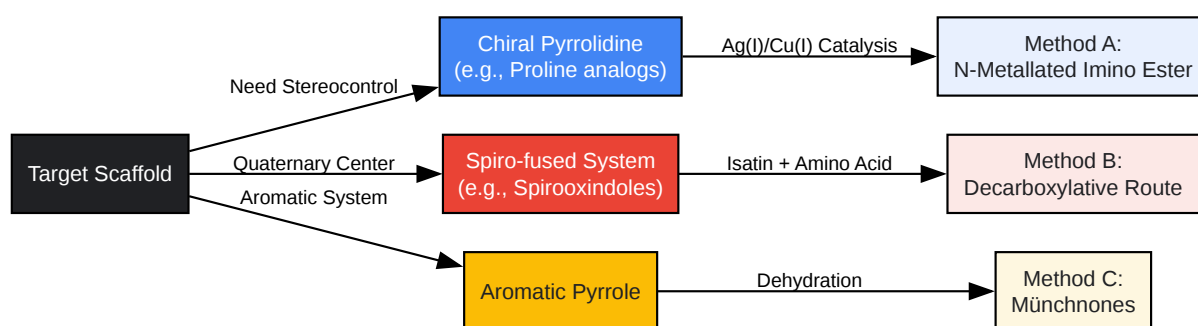 Target Scaffold
Need Stereocontrol
Chiral Pyrrolidine
(e.g., Proline analogs)
Ag(I)/Cu(I) Catalysis
Method A:
N-Metallated Imino Ester
Quaternary Center
Spiro-fused System
(e.g., Spirooxindoles)
Isatin + Amino Acid
Method B:
Decarboxylative Route
Aromatic System
Aromatic Pyrrole
Dehydration
Method C:
Münchnones